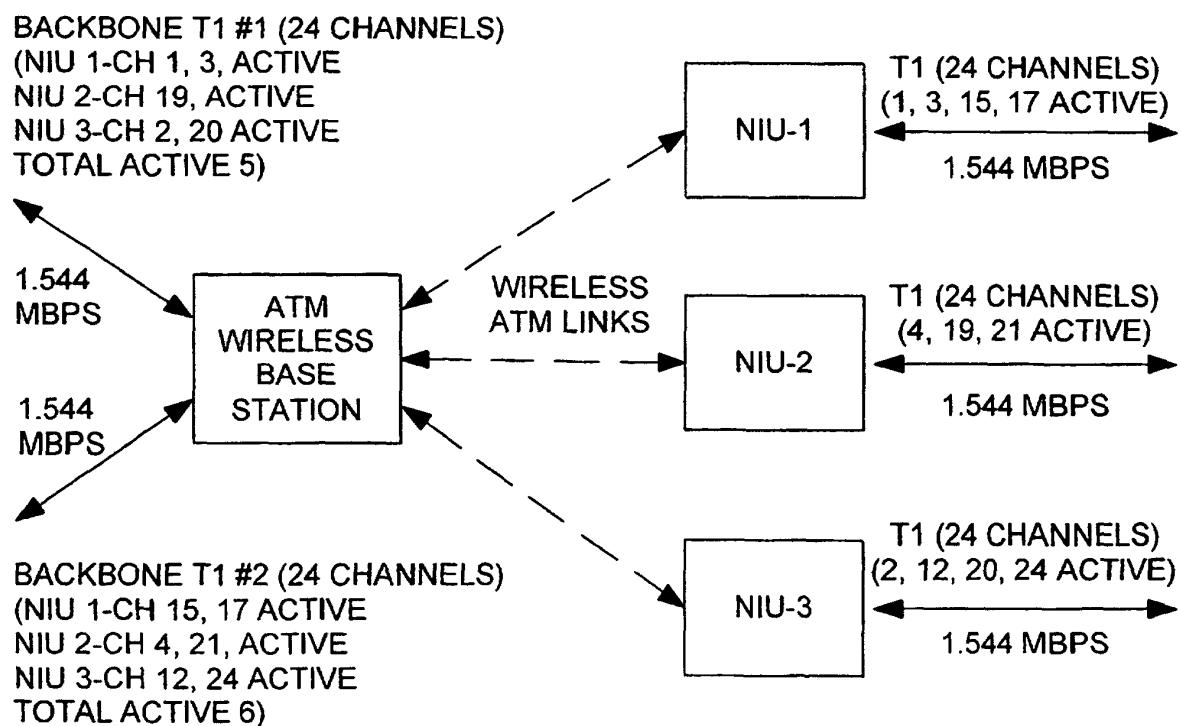 BACKBONE T1 #1 (24 CHANNELS)
(NIU 1-CH 1, 3, ACTIVE
NIU 2-CH 19, ACTIVE
NIU 3-CH 2, 20 ACTIVE
TOTAL ACTIVE 5)
1.544
MBPS
1.544
MBPS
BACKBONE T1 #2 (24 CHANNELS)
(NIU 1-CH 15, 17 ACTIVE
NIU 2-CH 4, 21, ACTIVE
NIU 3-CH 12, 24 ACTIVE
TOTAL ACTIVE 6)
ATM
WIRELESS
BASE
STATION
WIRELESS
ATM LINKS
NIU-1
T1 (24 CHANNELS)
(1, 3, 15, 17 ACTIVE)
1.544 MBPS
NIU-2
T1 (24 CHANNELS)
(4, 19, 21 ACTIVE)
1.544 MBPS
NIU-3
T1 (24 CHANNELS)
(2, 12, 20, 24 ACTIVE)
1.544 MBPS